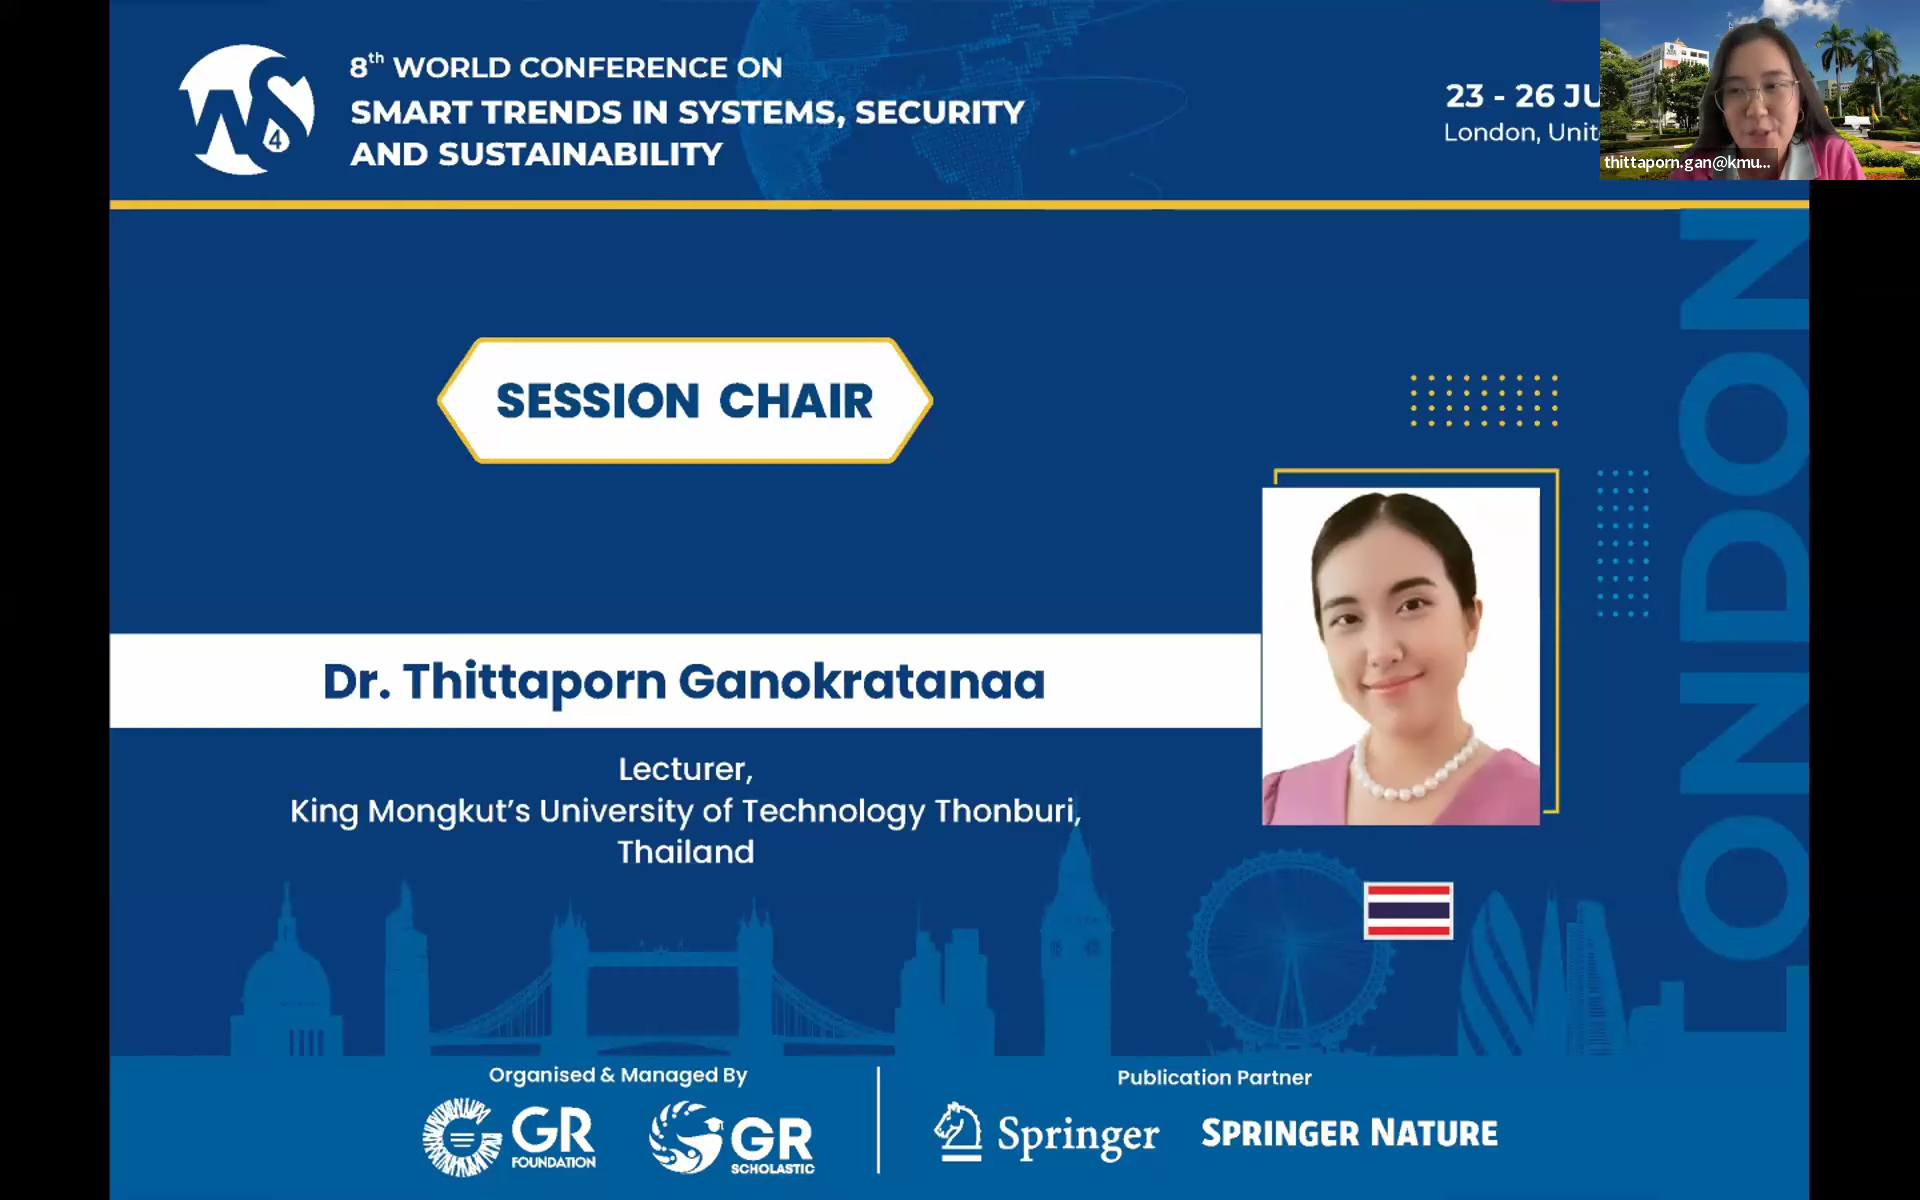 8th WORLD CONFERENCE ON
SMART TRENDS IN SYSTEMS, SECURITY
AND SUSTAINABILITY
WS
4
23 - 26 JU
London, Unit
thittaporn.gan@kmu...
SESSION CHAIR
LONDON
Dr. Thittaporn Ganokratanaa
Lecturer,
King Mongkut's University of Technology Thonburi,
Thailand
Organised & Managed By
GR
FOUNDATION
GR
SCHOLASTIC
Publication Partner
Springer
SPRINGER NATURE